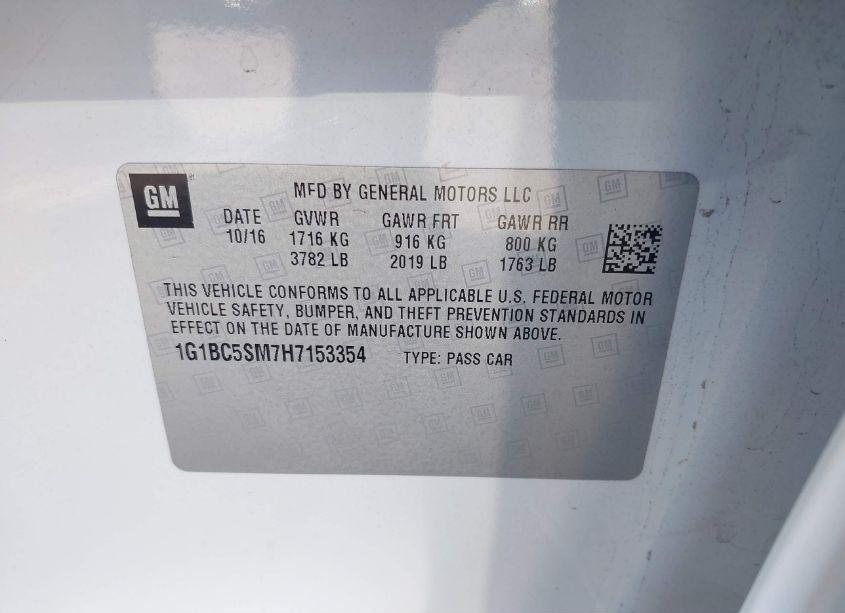 GM
MFD BY GENERAL MOTORS LLC
DATE GVWR GAWR FRT GAWR RR
10/16 1716 KG 916 KG 800 KG
3782 LB 2019 LB 1763 LB
THIS VEHICLE CONFORMS TO ALL APPLICABLE U.S. FEDERAL MOTOR
VEHICLE SAFETY, BUMPER, AND THEFT PREVENTION STANDARDS IN
EFFECT ON THE DATE OF MANUFACTURE SHOWN ABOVE.
1G1BC5SM7H7153354 TYPE: PASS CAR